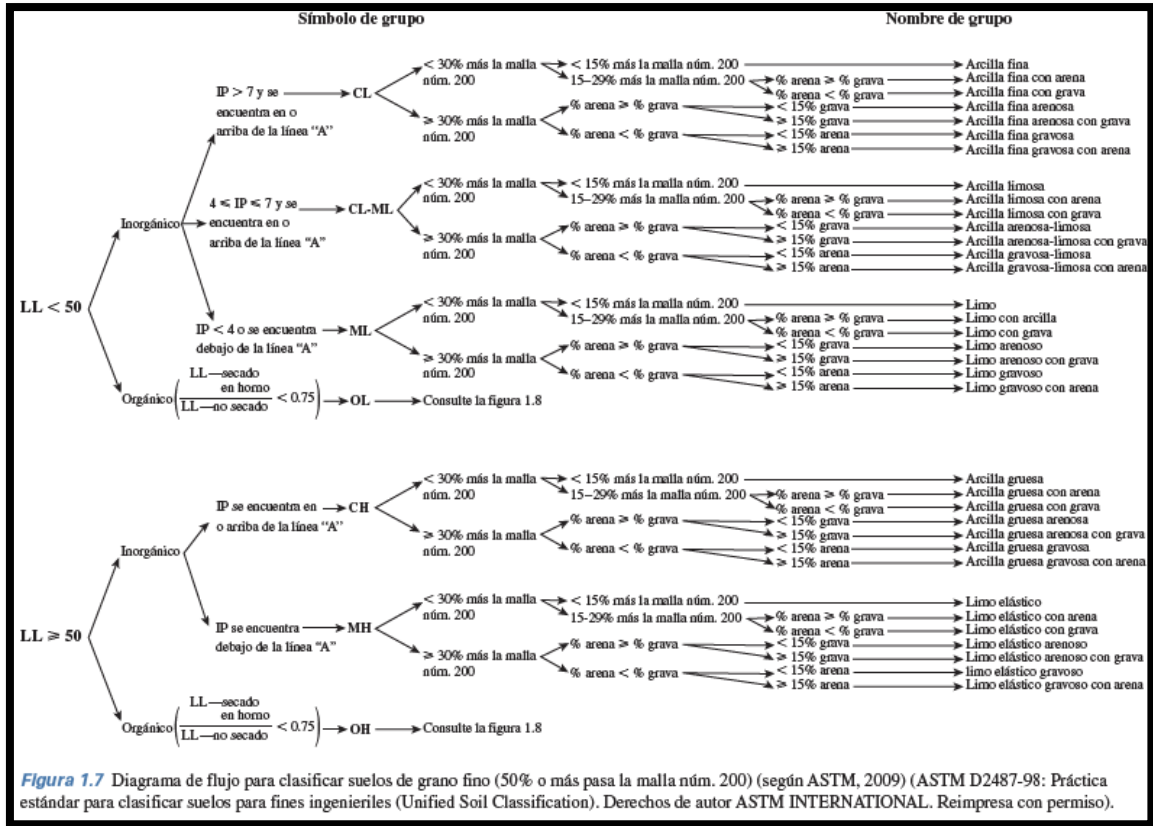 Símbolo de grupo
Nombre de grupo
IP > 7 y se
encuentra en o
arriba de la línea “A”
CL
< 30% más la malla
núm. 200
< 15% más la malla núm. 200
Arcilla fina
15–29% más la malla núm. 200
% arena ≥ % grava
Arcilla fina con arena
% arena < % grava
Arcilla fina con grava
≥ 30% más la malla
núm. 200
% arena ≥ % grava
< 15% grava
Arcilla fina arenosa
≥ 15% grava
Arcilla fina arenosa con grava
% arena < % grava
< 15% arena
Arcilla fina gravosa
≥ 15% arena
Arcilla fina gravosa con arena
LL < 50
Inorgánico
4 ≤ IP ≤ 7 y se
encuentra en o
arriba de la línea “A”
CL-ML
< 30% más la malla
núm. 200
< 15% más la malla núm. 200
Arcilla limosa
15–29% más la malla núm. 200
% arena ≥ % grava
Arcilla limosa con arena
% arena < % grava
Arcilla limosa con grava
≥ 30% más la malla
núm. 200
% arena ≥ % grava
< 15% grava
Arcilla arenosa-limosa
≥ 15% grava
Arcilla arenosa-limosa con grava
% arena < % grava
< 15% arena
Arcilla gravosa-limosa
≥ 15% arena
Arcilla gravosa-limosa con arena
IP < 4 o se encuentra
debajo de la línea “A”
ML
< 30% más la malla
núm. 200
< 15% más la malla núm. 200
Limo
15–29% más la malla núm. 200
% arena ≥ % grava
Limo con arcilla
% arena < % grava
Limo con grava
≥ 30% más la malla
núm. 200
% arena ≥ % grava
< 15% grava
Limo arenoso
≥ 15% grava
Limo arenoso con grava
% arena < % grava
< 15% arena
Limo gravoso
≥ 15% arena
Limo gravoso con arena
Orgánico
LL—secado
en horno
LL—no secado
< 0.75
OL
Consulte la figura 1.8
LL ≥ 50
Inorgánico
IP se encuentra en
o arriba de la línea “A”
CH
< 30% más la malla
núm. 200
< 15% más la malla núm. 200
Arcilla gruesa
15–29% más la malla núm. 200
% arena ≥ % grava
Arcilla gruesa con arena
% arena < % grava
Arcilla gruesa con grava
≥ 30% más la malla
núm. 200
% arena ≥ % grava
< 15% grava
Arcilla gruesa arenosa
≥ 15% grava
Arcilla gruesa arenosa con grava
% arena < % grava
< 15% arena
Arcilla gruesa gravosa
≥ 15% arena
Arcilla gruesa gravosa con arena
IP se encuentra
debajo de la línea “A”
MH
< 30% más la malla
núm. 200
< 15% más la malla núm. 200
Limo elástico
15-29% más la malla núm. 200
% arena ≥ % grava
Limo elástico con arena
% arena < % grava
Limo elástico con grava
≥ 30% más la malla
núm. 200
% arena ≥ % grava
< 15% grava
Limo elástico arenoso
≥ 15% grava
Limo elástico arenoso con grava
% arena < % grava
< 15% arena
limo elástico gravoso
≥ 15% arena
Limo elástico gravoso con arena
Orgánico
LL—secado
en horno
LL—no secado
< 0.75
OH
Consulte la figura 1.8
Figura 1.7 Diagrama de flujo para clasificar suelos de grano fino (50% o más pasa la malla núm. 200) (según ASTM, 2009) (ASTM D2487-98: Práctica
estándar para clasificar suelos para fines ingenieriles (Unified Soil Classification). Derechos de autor ASTM INTERNATIONAL. Reimpresa con permiso).